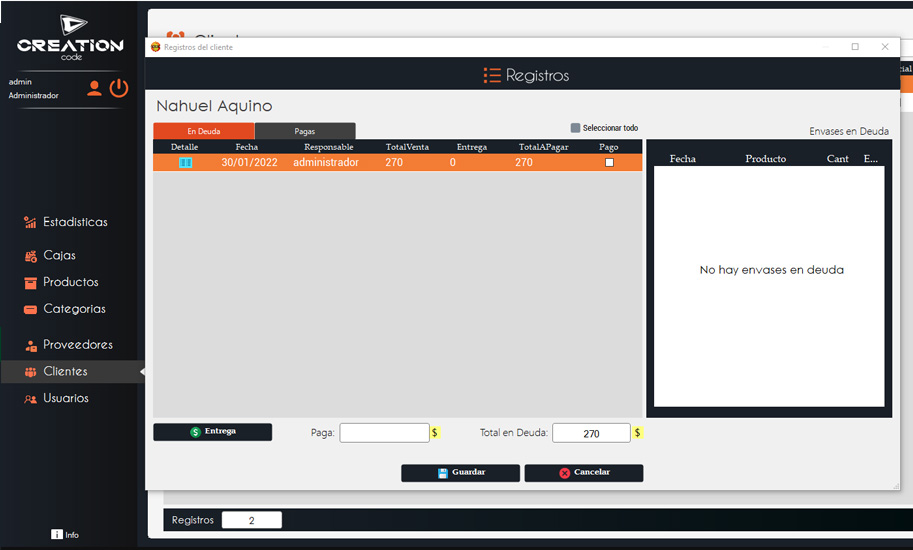 CREATION
code
admin
Administrador
Estadisticas
Cajas
Productos
Categorias
Proveedores
Clientes
Usuarios
Info
Registros del cliente
Registros
Nahuel Aquino
En Deuda
Pagas
Seleccionar todo
Envases en Deuda
Detalle Fecha Responsable TotalVenta Entrega TotalAPagar Pago
30/01/2022 administrador 270 0 270
Fecha Producto Cant E...
No hay envases en deuda
Entrega
Paga: $
Total en Deuda: 270 $
Guardar
Cancelar
Registros 2